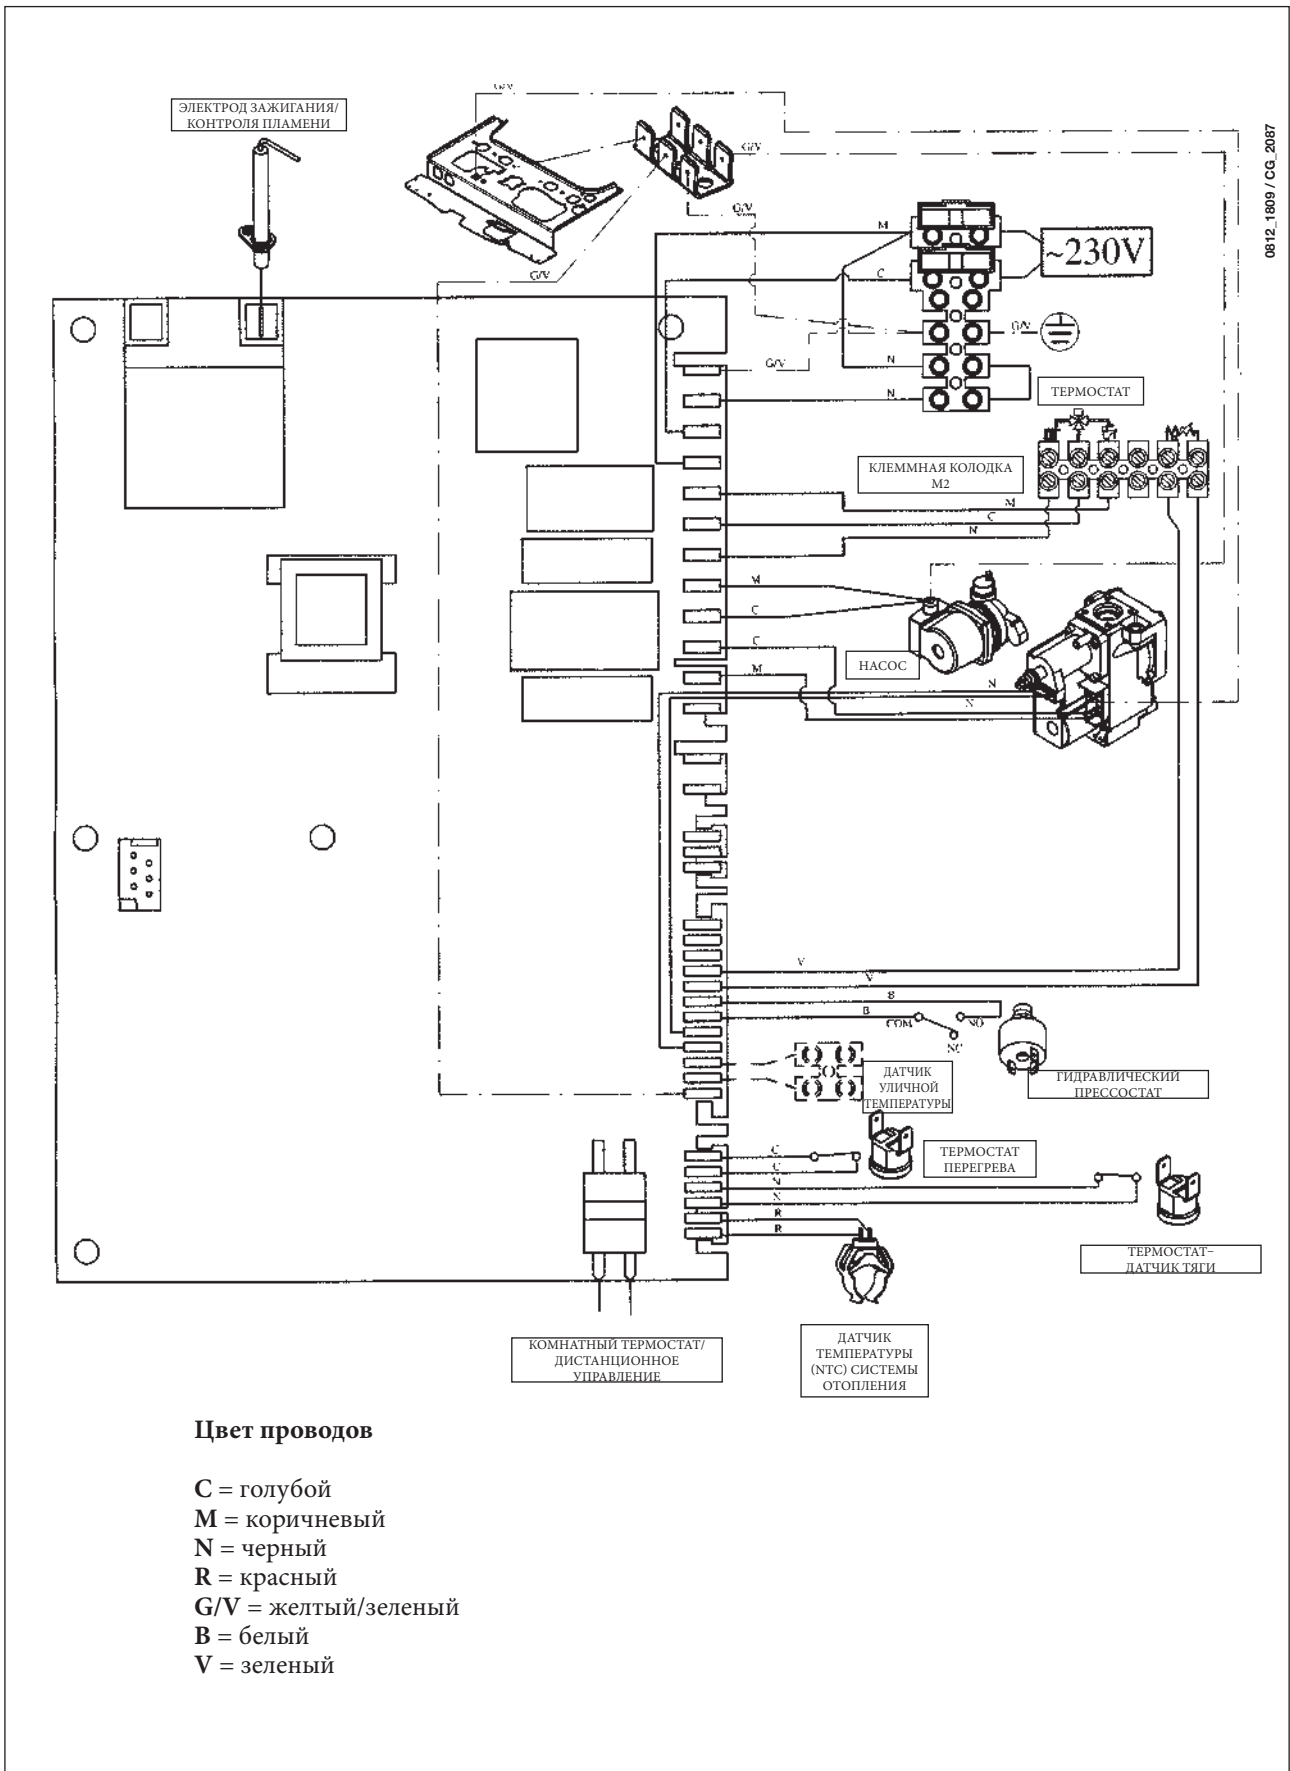 G/V
ЭЛЕКТРОД ЗАЖИГАНИЯ/
КОНТРОЛЯ ПЛАМЕНИ
0812_1809 / CG_2087
G/V
G/V
M
~230V
G/V
C
G/V
G/V
N
ТЕРМОСТАТ
N
КЛЕММНАЯ КОЛОДКА
M2
M
C
N
M
C
C
НАСОС
M
N
N
V
V
B
B
COM
NO
NC
ДАТЧИК
УЛИЧНОЙ
ТЕМПЕРАТУРЫ
ГИДРАВЛИЧЕСКИЙ
ПРЕССОСТАТ
C
C
ТЕРМОСТАТ
ПЕРЕГРЕВА
N
N
R
R
ТЕРМОСТАТ–
ДАТЧИК ТЯГИ
КОМНАТНЫЙ ТЕРМОСТАТ/
ДИСТАНЦИОННОЕ
УПРАВЛЕНИЕ
ДАТЧИК
ТЕМПЕРАТУРЫ
(NTC) СИСТЕМЫ
ОТОПЛЕНИЯ
Цвет проводов
C = голубой
M = коричневый
N = черный
R = красный
G/V = желтый/зеленый
B = белый
V = зеленый